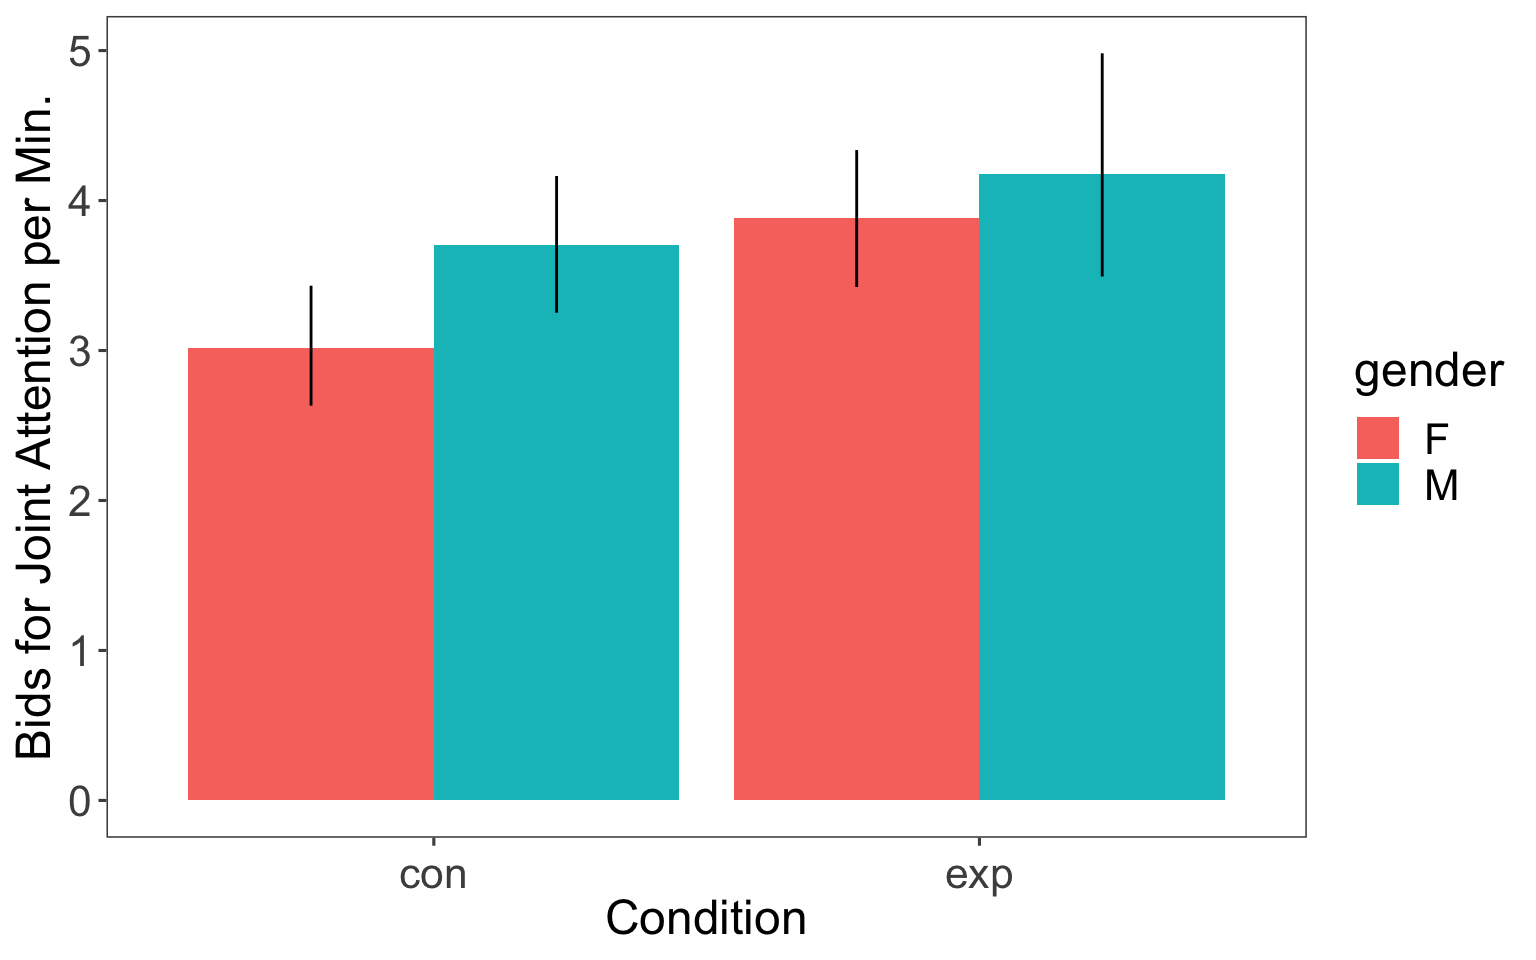 Bids for Joint Attention per Min.
5
4
3
2
1
0
con exp
Condition
gender
F
M